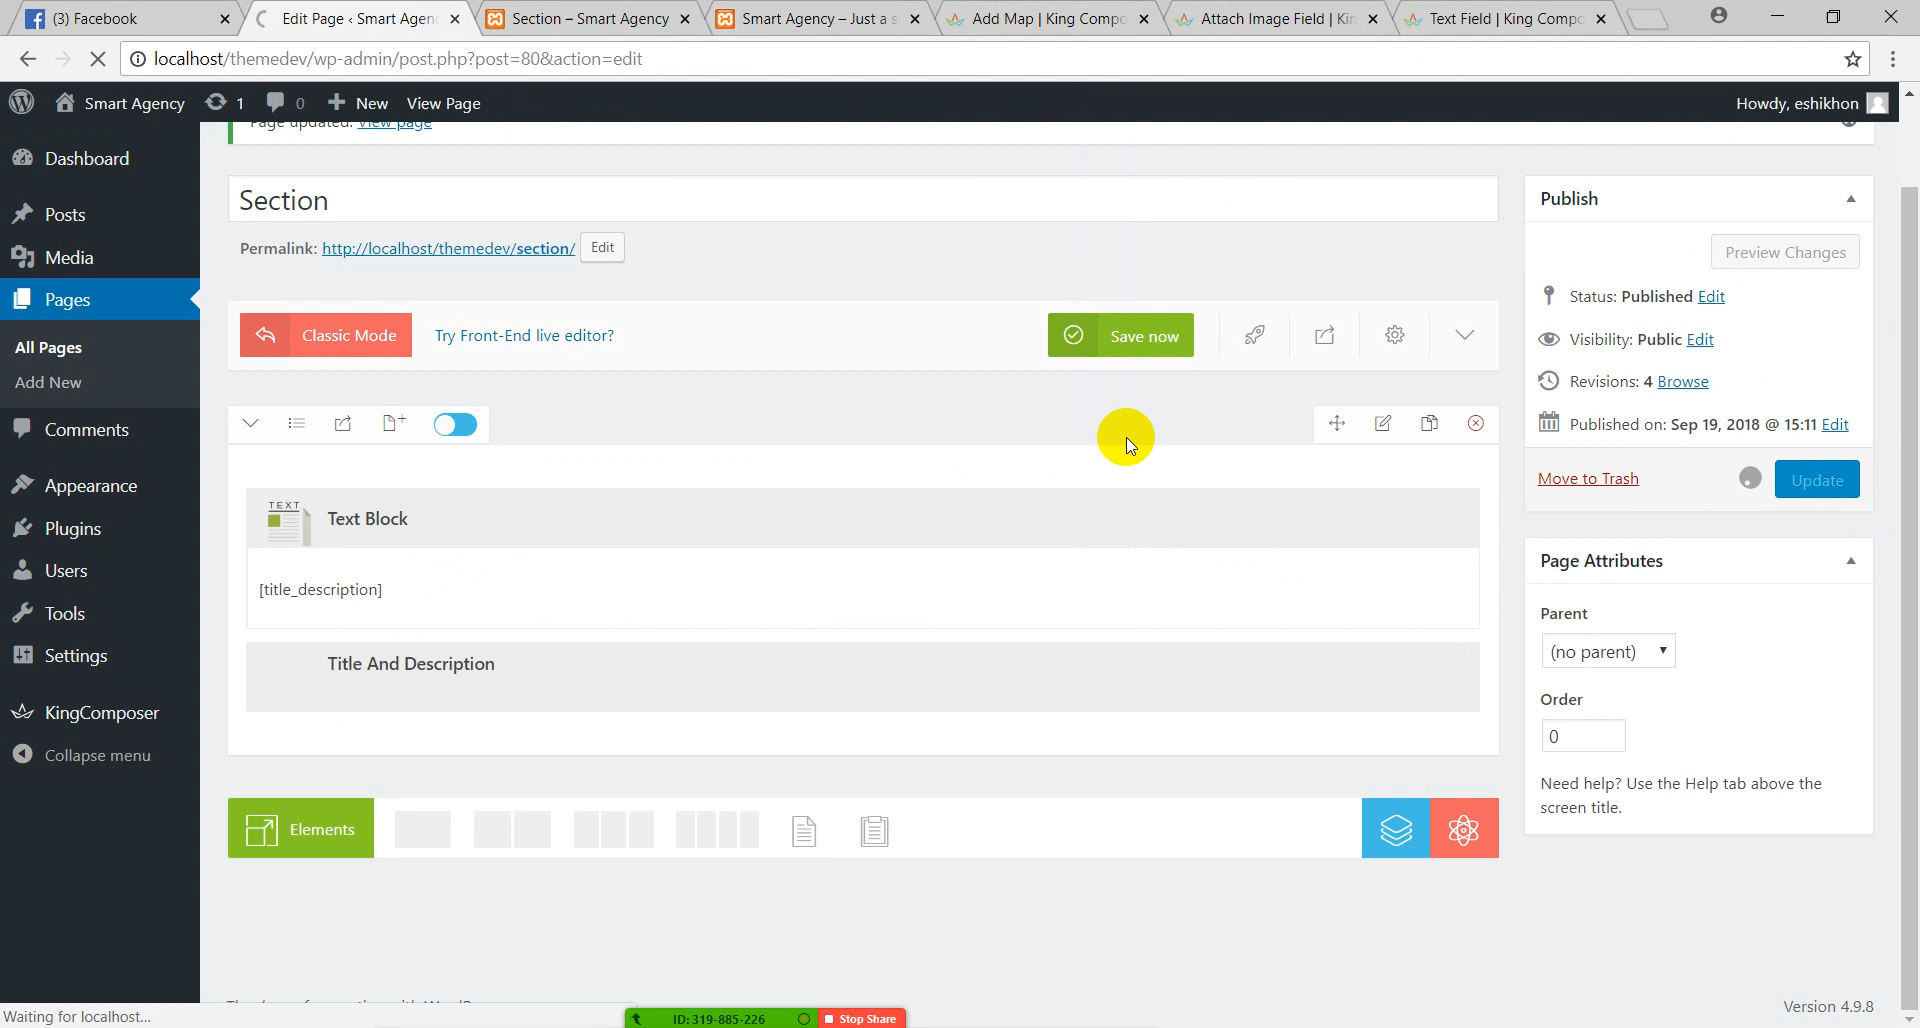 (3) Facebook
Edit Page ‹ Smart Agen
Section – Smart Agency
Smart Agency – Just a s
Add Map | King Compo
Attach Image Field | Ki
Text Field | King Compo
localhost/themedev/wp-admin/post.php?post=80&action=edit
Smart Agency
1
0
New
View Page
Howdy, eshikhon
Page updated. View page
Dashboard
Posts
Media
Pages
All Pages
Add New
Comments
Appearance
Plugins
Users
Tools
Settings
KingComposer
Collapse menu
Section
Permalink: http://localhost/themedev/section/
Edit
Classic Mode
Try Front-End live editor?
Save now
TEXT
Text Block
[title_description]
Title And Description
Elements
Publish
Preview Changes
Status: Published Edit
Visibility: Public Edit
Revisions: 4 Browse
Published on: Sep 19, 2018 @ 15:11 Edit
Move to Trash
Update
Page Attributes
Parent
(no parent)
Order
0
Need help? Use the Help tab above the
screen title.
Version 4.9.8
Waiting for localhost...
ID: 319-885-226
Stop Share